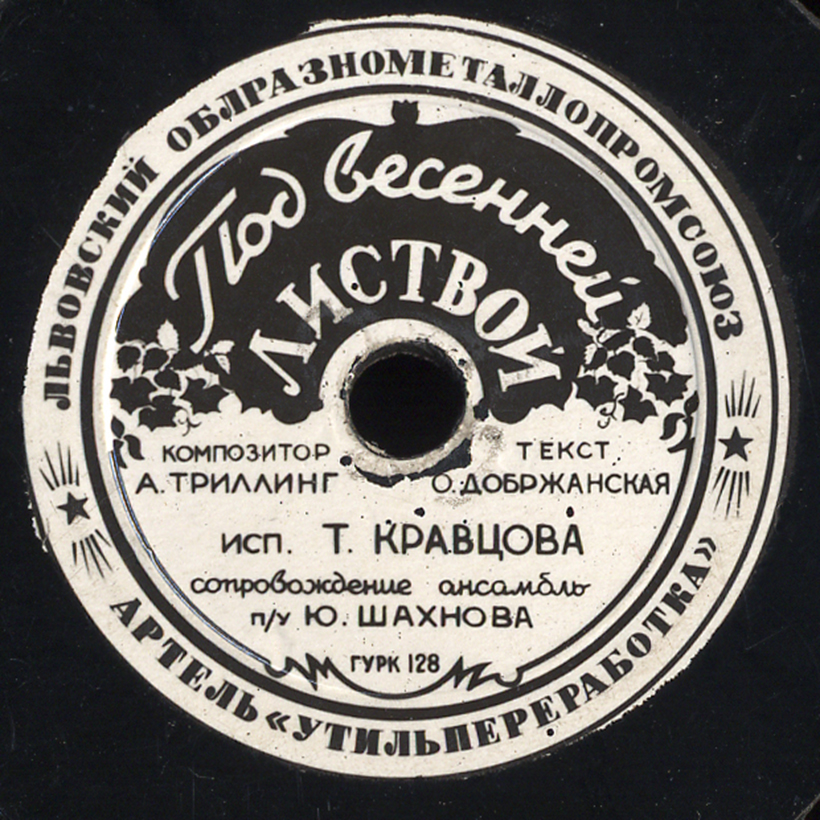 ЛЬВОВСКИЙ ОБЛРАЗНОМЕТАЛЛОПРОМСОЮЗ
Под весенней
ЛИСТВОЙ
КОМПОЗИТОР
А. ТРИЛЛИНГ
ТЕКСТ
О. ДОБРЖАНСКАЯ
ИСП. Т. КРАВЦОВА
сопровождение ансамбль
п/у Ю. ШАХНОВА
ГУРК 128
АРТЕЛЬ «УТИЛЬПЕРЕРАБОТКА»